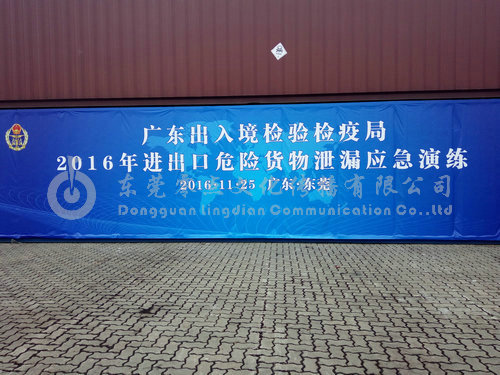 广东出入境检验检疫局
2016年进出口危险货物泄漏应急演练
2016·11·25 广东·东莞
东莞零点文化传播有限公司
Dongguan Lingdian Communication Co.,Ltd